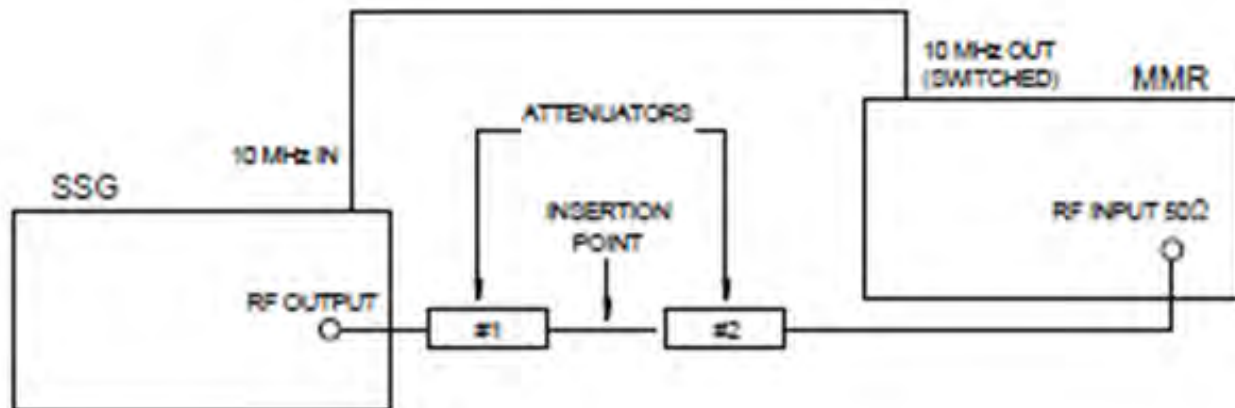 10 MHz OUT
(SWITCHED)
MMR
ATTENUATORS
10 MHz IN
SSG
INSERTION
POINT
RF INPUT 50Ω
RF OUTPUT
#1
#2